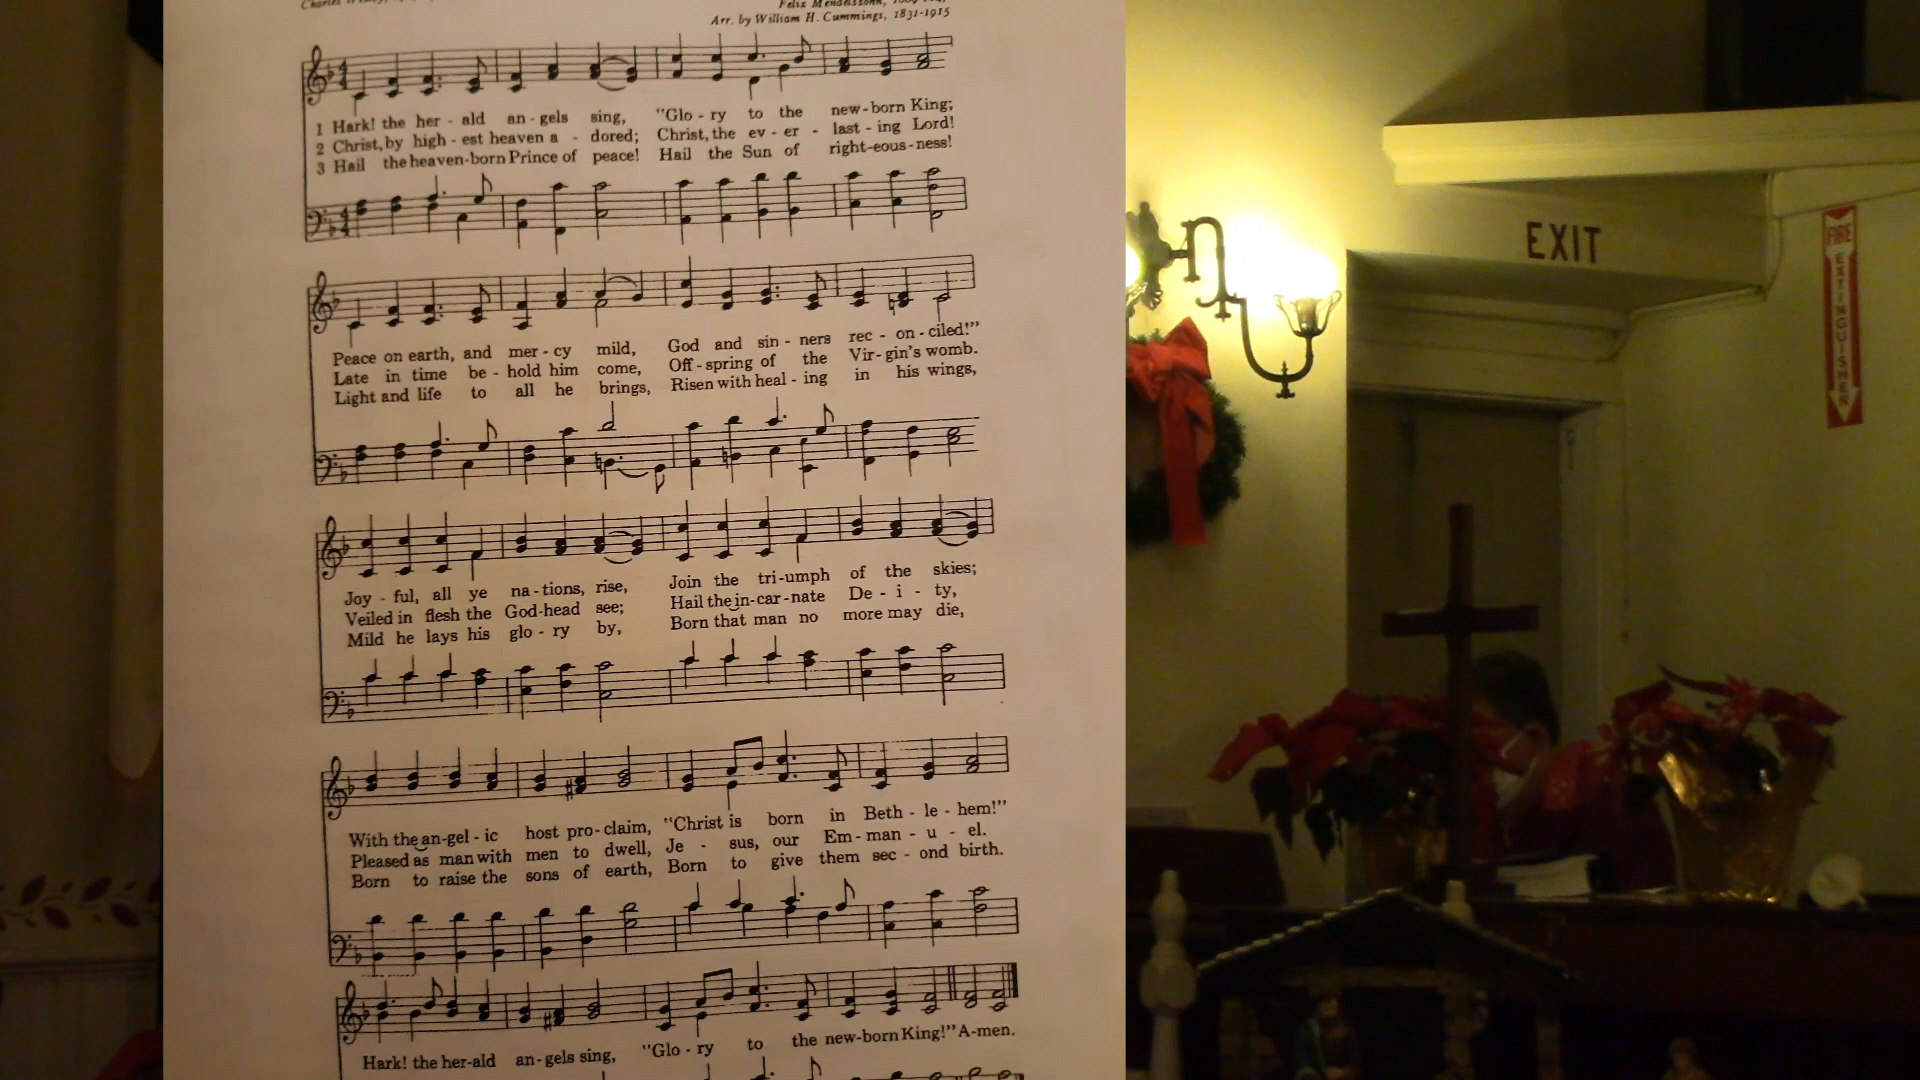 Felix Mendelssohn,
Arr. by William H. Cummings, 1831-1915
1 Hark! the her - ald an - gels sing, "Glo - ry to the new-born King;
2 Christ, by high - est heaven a - dored; Christ, the ev - er - last - ing Lord!
3 Hail the heaven-born Prince of peace! Hail the Sun of right-eous-ness!
Peace on earth, and mer - cy mild, God and sin - ners rec - on - ciled!"
Late in time be - hold him come, Off - spring of the Vir - gin's womb.
Light and life to all he brings, Risen with heal - ing in his wings,
Joy - ful, all ye na - tions, rise, Join the tri - umph of the skies;
Veiled in flesh the God-head see; Hail the in - car - nate De - i - ty,
Mild he lays his glo - ry by, Born that man no more may die,
With the an-gel - ic host pro - claim, "Christ is born in Beth - le - hem!"
Pleased as man with men to dwell, Je - sus, our Em - man - u - el.
Born to raise the sons of earth, Born to give them sec - ond birth.
Hark! the her-ald an-gels sing, "Glo - ry to the new-born King!" A-men.
EXIT
FIRE
EXTINGUISHER